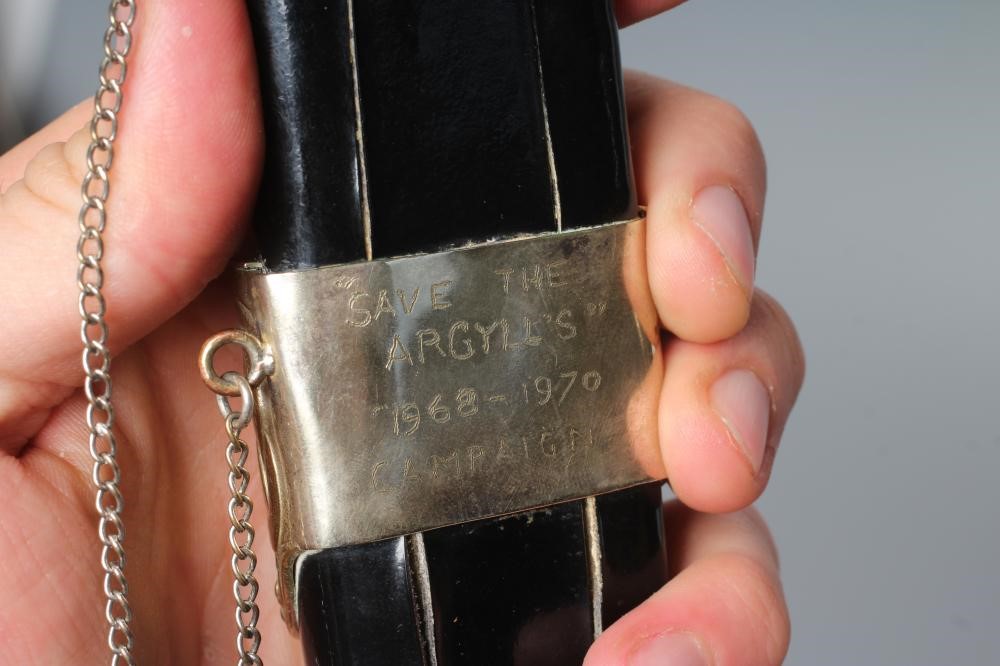 "SAVE THE
ARGYLL'S"
"1968-1970
CAMPAIGN